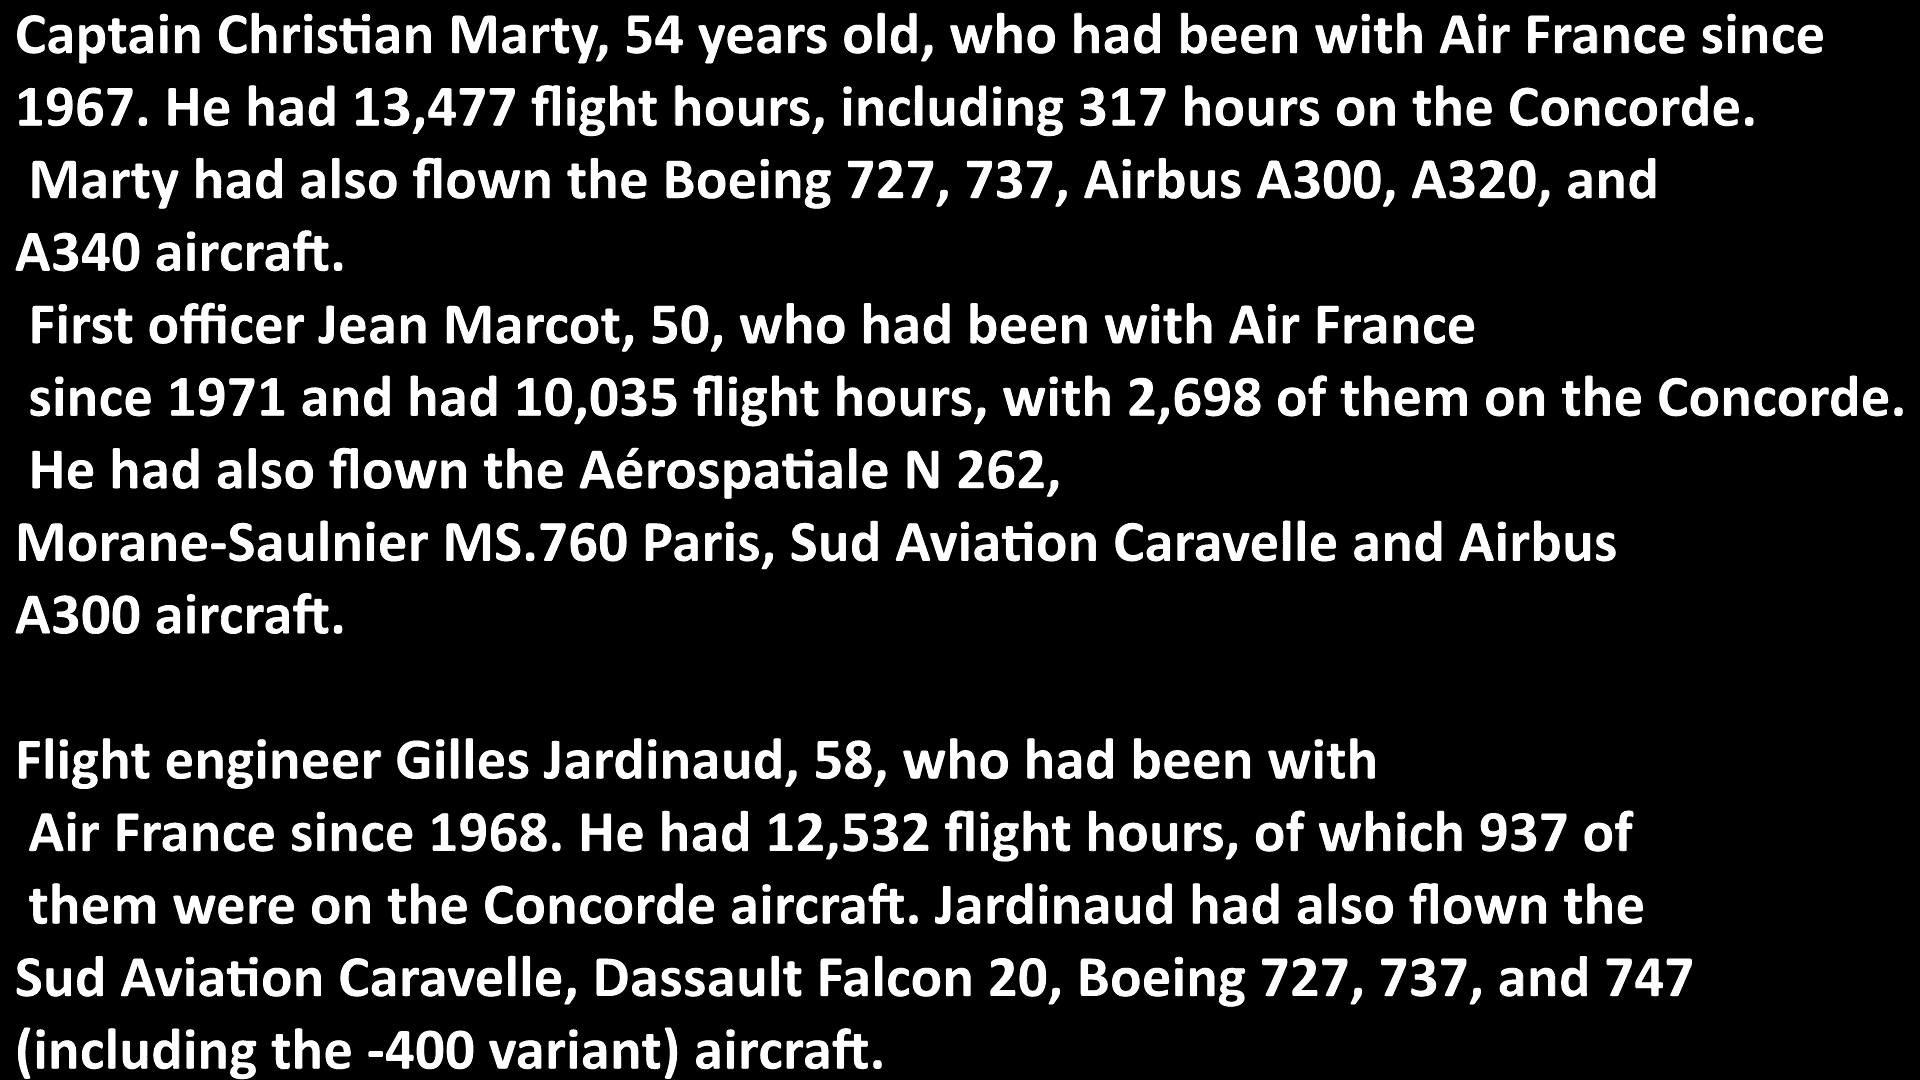 Captain Christian Marty, 54 years old, who had been with Air France since
1967. He had 13,477 flight hours, including 317 hours on the Concorde.
Marty had also flown the Boeing 727, 737, Airbus A300, A320, and
A340 aircraft.
First officer Jean Marcot, 50, who had been with Air France
since 1971 and had 10,035 flight hours, with 2,698 of them on the Concorde.
He had also flown the Aérospatiale N 262,
Morane-Saulnier MS.760 Paris, Sud Aviation Caravelle and Airbus
A300 aircraft.
Flight engineer Gilles Jardinaud, 58, who had been with
Air France since 1968. He had 12,532 flight hours, of which 937 of
them were on the Concorde aircraft. Jardinaud had also flown the
Sud Aviation Caravelle, Dassault Falcon 20, Boeing 727, 737, and 747
(including the -400 variant) aircraft.